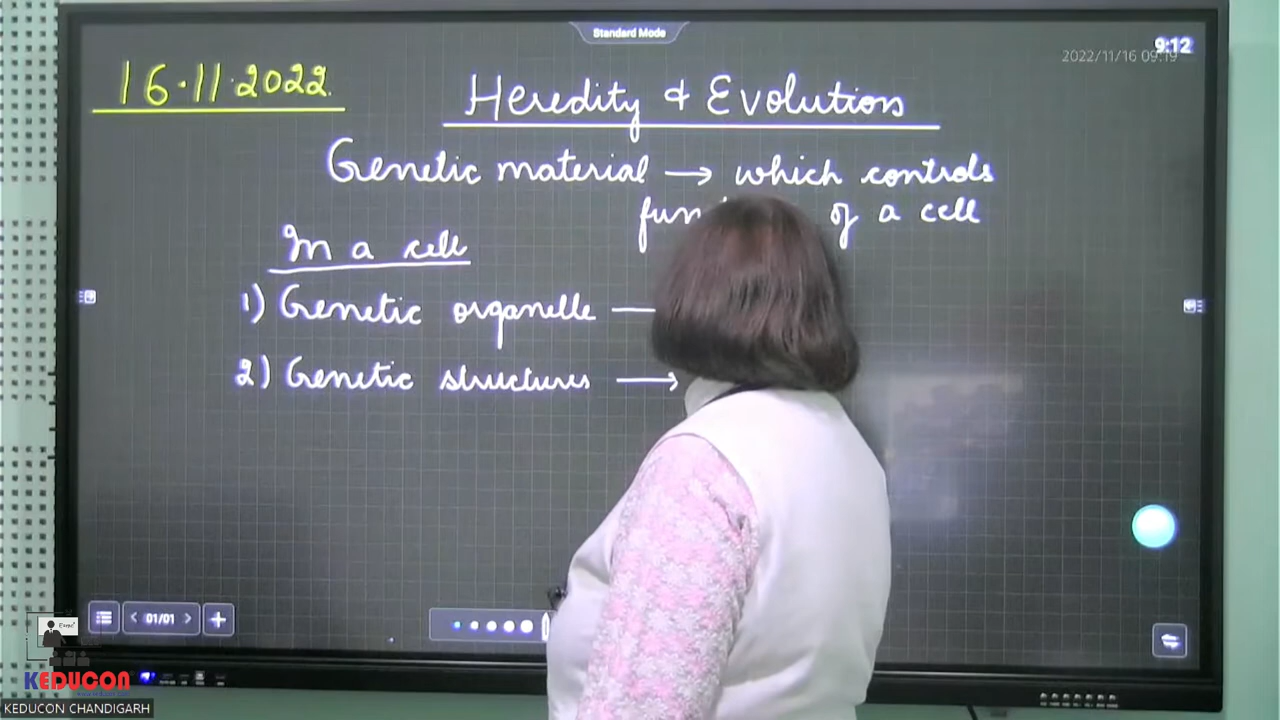 Standard Mode
9:12
2022/11/16 09:19
16.11.2022.
Heredity & Evolution
Genetic material → which controls
of a cell
In a cell
1) Genetic organelle —
2) Genetic structures →
01/01
KEDUCON
KEDUCON CHANDIGARH